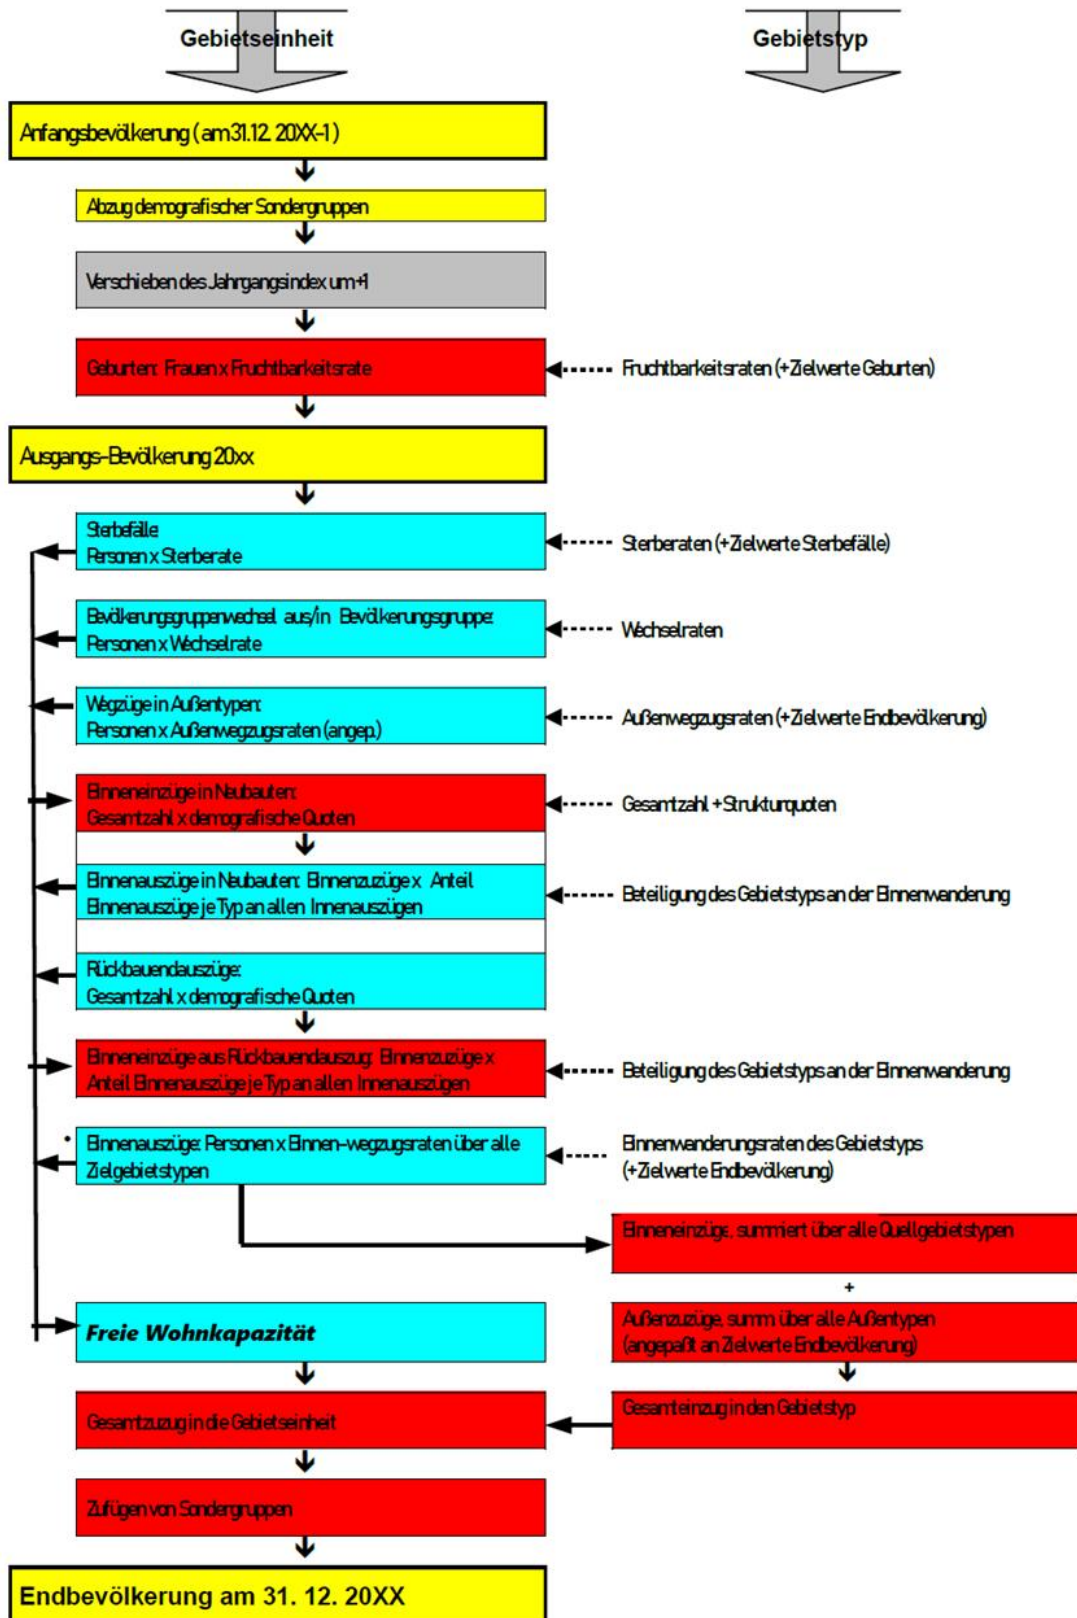 Gebietseinheit
Gebietstyp
Anfangsbevölkerung ( am 31.12. 20XX-1 )
Abzug demografischer Sondergruppen
Verschieben des Jahrgangsindex um +1
Geburten: Frauen x Fruchtbarkeitsrate
Fruchtbarkeitsraten (+Zielwerte Geburten)
Ausgangs-Bevölkerung 20xx
Sterbefälle:
Personen x Sterberate
Sterberaten (+Zielwerte Sterbefälle)
Bevölkerungsgruppenwechsel aus/in Bevölkerungsgruppe:
Personen x Wechselrate
Wechselraten
Wegzüge in Außentypen:
Personen x Außenwegzugsraten (angep.)
Außenwegzugsraten (+Zielwerte Endbevölkerung)
BInneneinzüge in Neubauten:
Gesamtzahl x demografische Quoten
Gesamtzahl + Strukturquoten
BInnenauszüge in Neubauten: BInnenzuzüge x Anteil
BInnenauszüge je Typ an allen Innenauszügen
Beteiligung des Gebietstyps an der BInnenwanderung
Rückbauendauszüge:
Gesamtzahl x demografische Quoten
BInneneinzüge aus Rückbauendauszug: BInnenzuzüge x
Anteil BInnenauszüge je Typ an allen Innenauszügen
Beteiligung des Gebietstyps an der BInnenwanderung
BInnenauszüge: Personen x BInnen-wegzugsraten über alle
Zielgebietstypen
BInnenwanderungsraten des Gebietstyps
(+Zielwerte Endbevölkerung)
BInneneinzüge, summiert über alle Quellgebietstypen
+
Freie Wohnkapazität
Außenzuzüge, summ. über alle Außentypen
(angepaßt an Zielwerte Endbevölkerung)
Gesamtzuzug in die Gebietseinheit
Gesamteinzug in den Gebietstyp
Zufügen von Sondergruppen
Endbevölkerung am 31. 12. 20XX